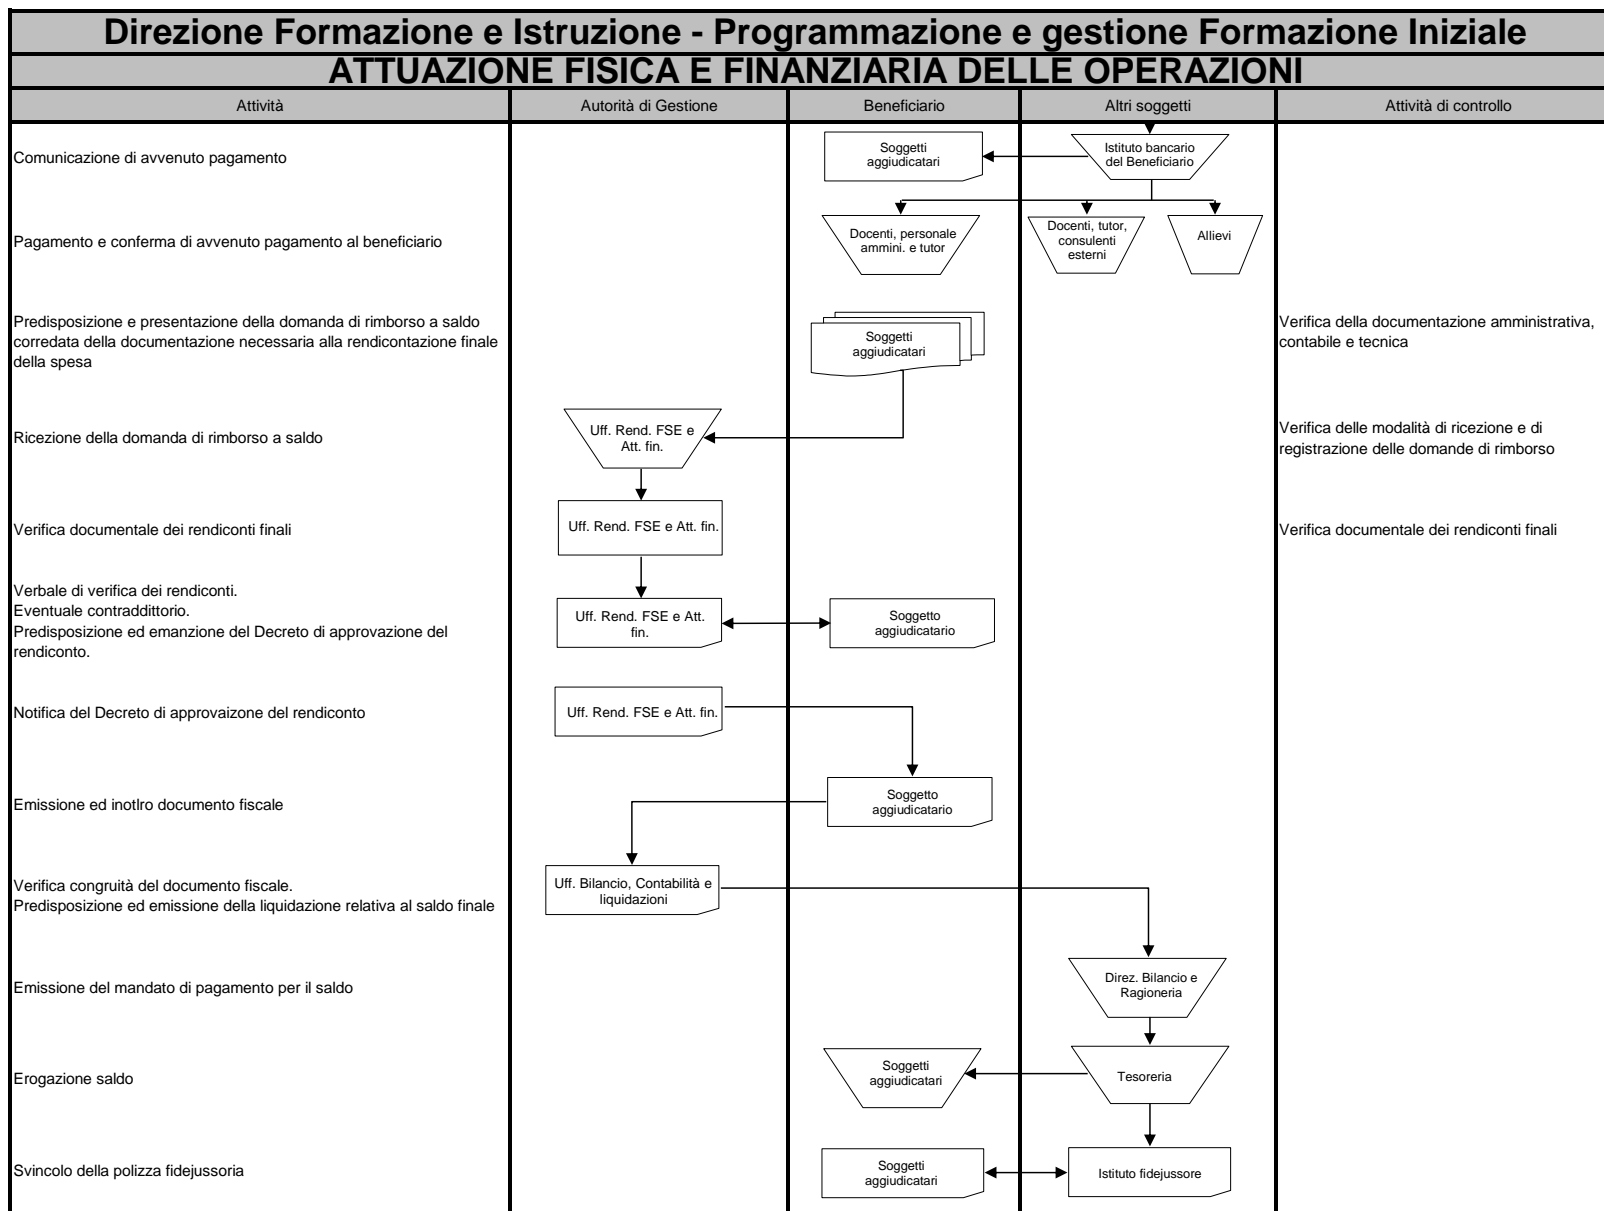 Direzione Formazione e Istruzione - Programmazione e gestione Formazione Iniziale
ATTUAZIONE FISICA E FINANZIARIA DELLE OPERAZIONI
Attività
Autorità di Gestione
Beneficiario
Altri soggetti
Attività di controllo
Comunicazione di avvenuto pagamento
Soggetti
aggiudicatari
Istituto bancario
del Beneficiario
Pagamento e conferma di avvenuto pagamento al beneficiario
Docenti, personale
ammini. e tutor
Docenti, tutor,
consulenti
esterni
Allievi
Predisposizione e presentazione della domanda di rimborso a saldo
corredata della documentazione necessaria alla rendicontazione finale
della spesa
Soggetti
aggiudicatari
Verifica della documentazione amministrativa,
contabile e tecnica
Ricezione della domanda di rimborso a saldo
Uff. Rend. FSE e
Att. fin.
Verifica delle modalità di ricezione e di
registrazione delle domande di rimborso
Verifica documentale dei rendiconti finali
Uff. Rend. FSE e Att. fin.
Verifica documentale dei rendiconti finali
Verbale di verifica dei rendiconti.
Eventuale contraddittorio.
Predisposizione ed emanzione del Decreto di approvazione del
rendiconto.
Uff. Rend. FSE e Att.
fin.
Soggetto
aggiudicatario
Notifica del Decreto di approvaizone del rendiconto
Uff. Rend. FSE e Att. fin.
Emissione ed inotlro documento fiscale
Soggetto
aggiudicatario
Verifica congruità del documento fiscale.
Predisposizione ed emissione della liquidazione relativa al saldo finale
Uff. Bilancio, Contabilità e
liquidazioni
Emissione del mandato di pagamento per il saldo
Direz. Bilancio e
Ragioneria
Erogazione saldo
Soggetti
aggiudicatari
Tesoreria
Svincolo della polizza fidejussoria
Soggetti
aggiudicatari
Istituto fidejussore